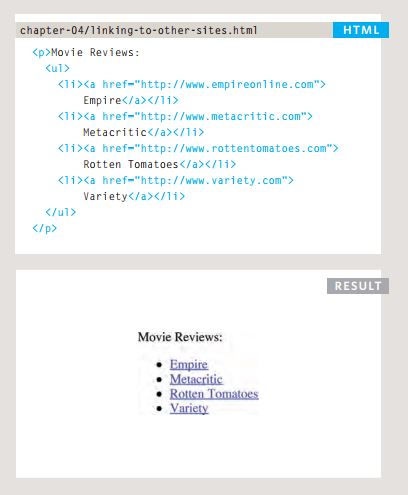 chapter-04/linking-to-other-sites.html HTML
<p>Movie Reviews:
<ul>
<li><a href="http://www.empireonline.com">
Empire</a></li>
<li><a href="http://www.metacritic.com">
Metacritic</a></li>
<li><a href="http://www.rottentomatoes.com">
Rotten Tomatoes</a></li>
<li><a href="http://www.variety.com">
Variety</a></li>
</ul>
</p>
RESULT
Movie Reviews:
• Empire
• Metacritic
• Rotten Tomatoes
• Variety